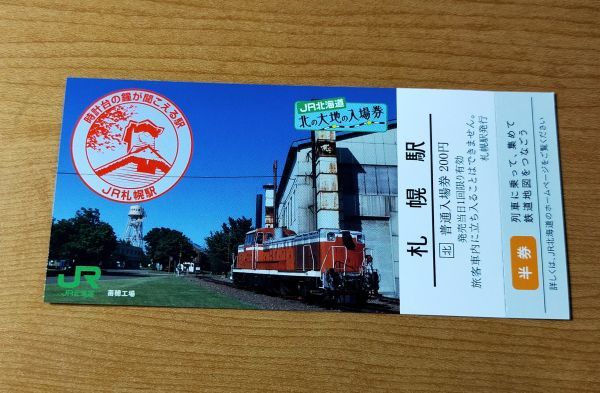 時計台の鐘が聞こえる駅
JR札幌駅
JR北海道
北の大地の入場券
JR
JR北海道
苗穂工場
札幌駅
北 普通入場券 200円
発売当日1回限り有効
旅客車内に立ち入ることはできません。
札幌駅発行
列車に乗って、集めて
鉄道地図をつなごう
半券
詳しくは、JR北海道のホームページをご覧ください